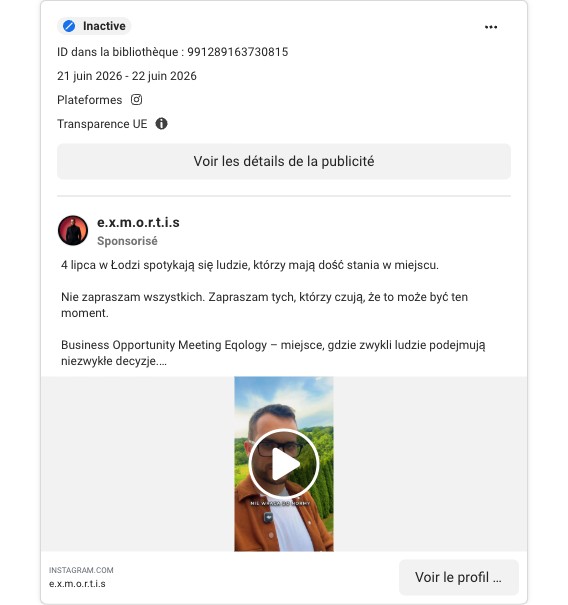 Inactive
ID dans la bibliothèque : 991289163730815
21 juin 2026 - 22 juin 2026
Plateformes
Transparence UE
Voir les détails de la publicité
e.x.m.o.r.t.i.s
Sponsorisé
4 lipca w Łodzi spotykają się ludzie, którzy mają dość stania w miejscu.
Nie zapraszam wszystkich. Zapraszam tych, którzy czują, że to może być ten
moment.
Business Opportunity Meeting Eqology – miejsce, gdzie zwykli ludzie podejmują
niezwykłe decyzje....
INSTAGRAM.COM
e.x.m.o.r.t.i.s
Voir le profil ...